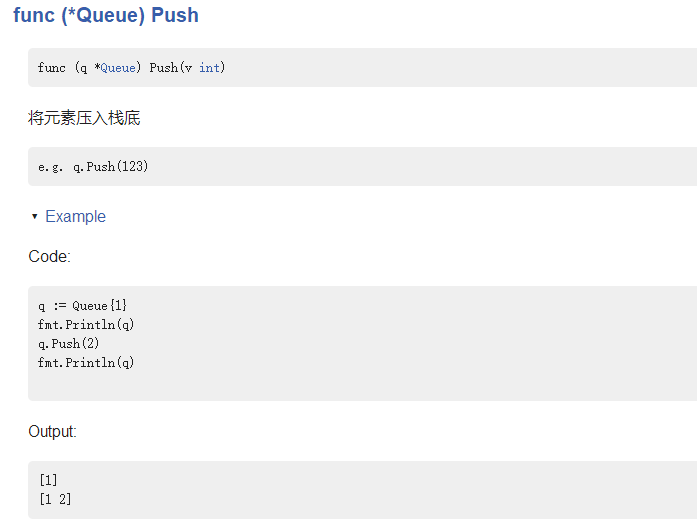 func (*Queue) Push
func (q *Queue) Push(v int)
将元素压入栈底
e.g. q.Push(123)
▾ Example
Code:
q := Queue{1}
fmt.Println(q)
q.Push(2)
fmt.Println(q)
Output:
[1]
[1 2]